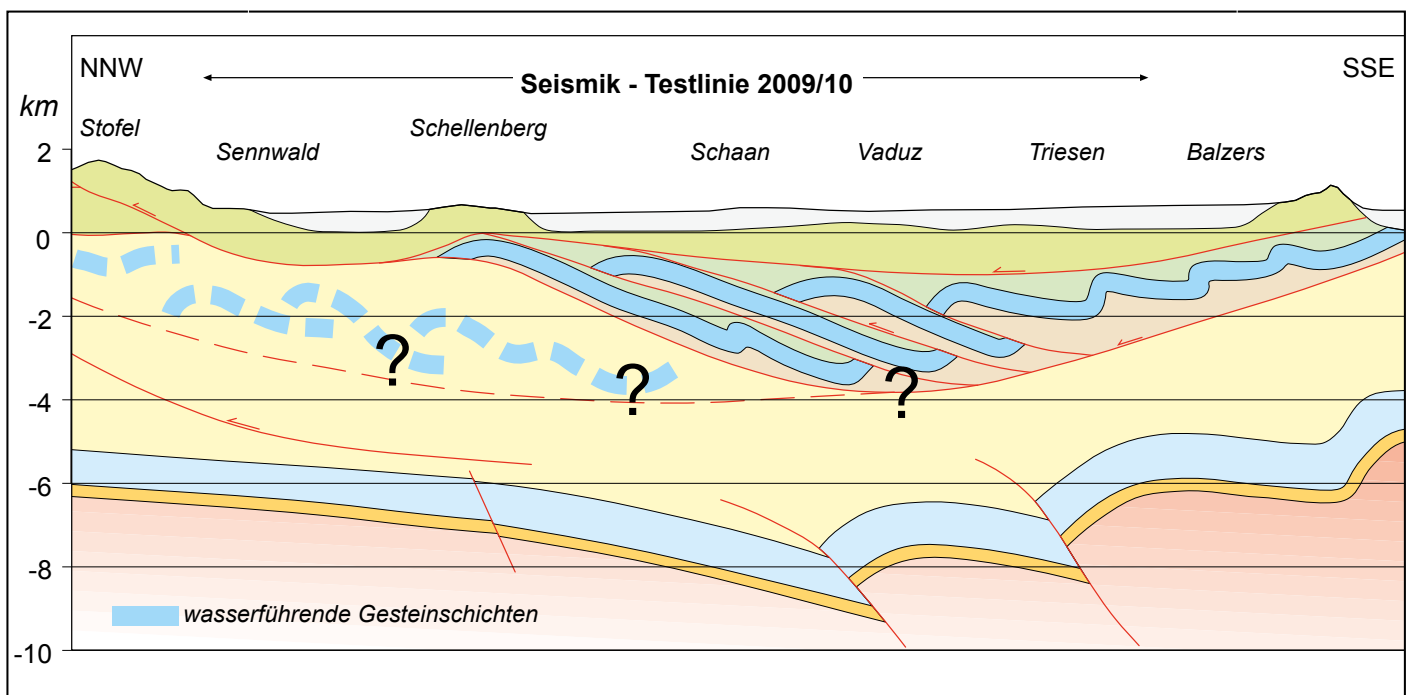 NNW
SSE
Seismik - Testlinie 2009/10
km
Stofel
Sennwald
Schellenberg
Schaan
Vaduz
Triesen
Balzers
2
0
-2
?
?
?
-4
-6
-8
wasserführende Gesteinschichten
-10